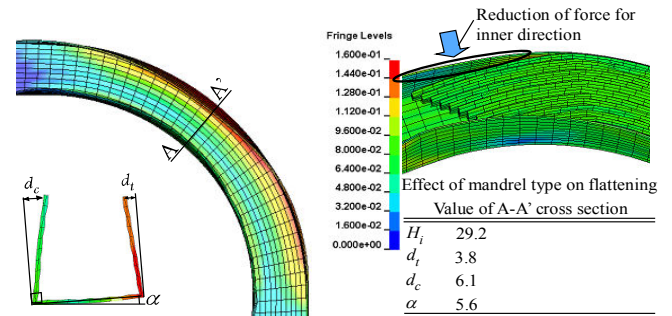 Reduction of force for
inner direction
Fringe Levels
1.600e-01
1.440e-01
1.280e-01
1.120e-01
9.600e-02
8.000e-02
6.400e-02
4.800e-02
3.200e-02
1.600e-02
0.000e+00
A
A'
d_c
d_t
α
Effect of mandrel type on flattening
Value of A-A' cross section
H_i 29.2
d_t 3.8
d_c 6.1
α 5.6